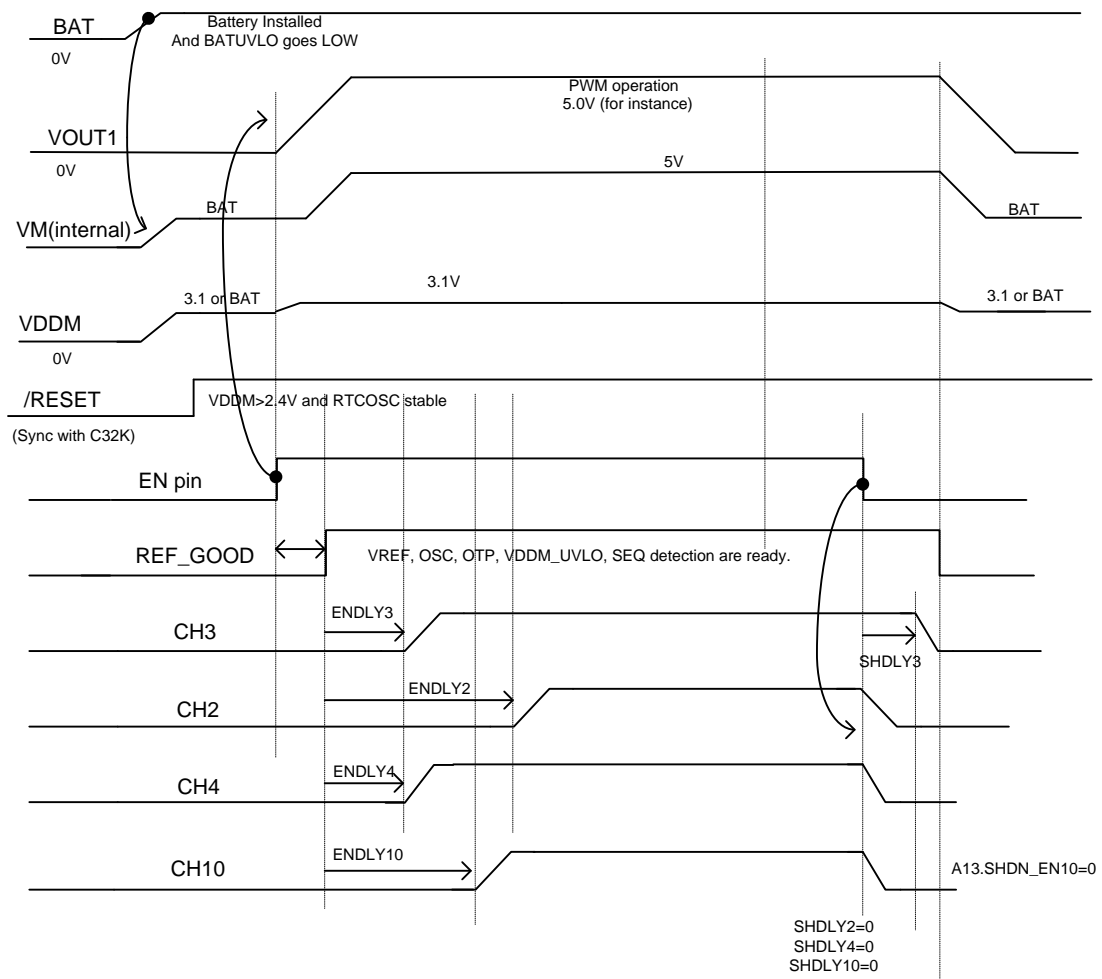 BAT
0V
Battery Installed
And BATUVLO goes LOW
PWM operation
5.0V (for instance)
VOUT1
0V
5V
BAT
BAT
VM(internal)
3.1 or BAT
3.1V
3.1 or BAT
VDDM
0V
/RESET
VDDM>2.4V and RTCOSC stable
(Sync with C32K)
EN pin
REF_GOOD
VREF, OSC, OTP, VDDM_UVLO, SEQ detection are ready.
ENDLY3
CH3
SHDLY3
ENDLY2
CH2
ENDLY4
CH4
ENDLY10
CH10
A13.SHDN_EN10=0
SHDLY2=0
SHDLY4=0
SHDLY10=0